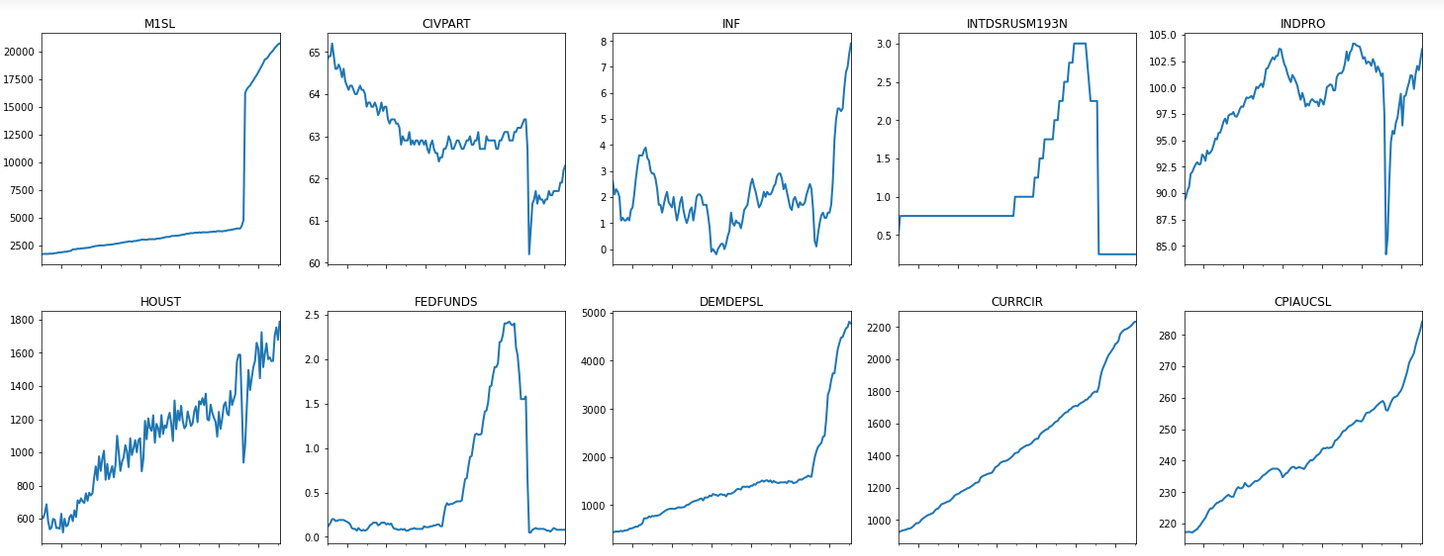 M1SL CIVPART INF INTDSRUSM193N INDPRO
20000 17500 15000 12500 10000 7500 5000 2500
65 64 63 62 61 60
8 7 6 5 4 3 2 1 0
3.0 2.5 2.0 1.5 1.0 0.5
105.0 102.5 100.0 97.5 95.0 92.5 90.0 87.5 85.0
HOUST FEDFUNDS DEMDEPSL CURRCIR CPIAUCSL
1800 1600 1400 1200 1000 800 600
2.5 2.0 1.5 1.0 0.5 0.0
5000 4000 3000 2000 1000
2200 2000 1800 1600 1400 1200 1000
280 270 260 250 240 230 220